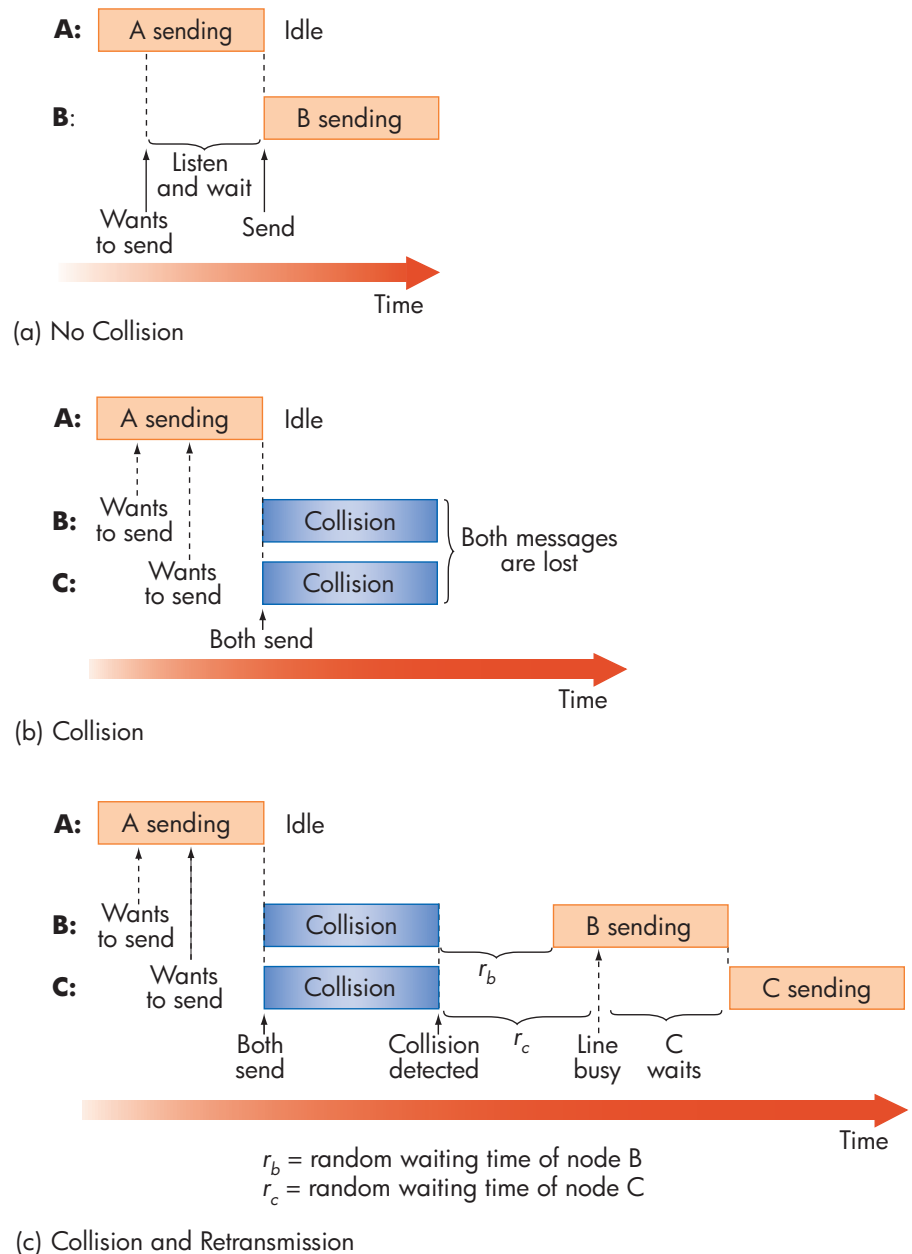 A: A sending Idle
B: B sending
Listen
and wait
Wants
to send
Send
Time
(a) No Collision
A: A sending Idle
Wants
to send
B: Collision
Both messages
are lost
Wants
to send
C: Collision
Both send
Time
(b) Collision
A: A sending Idle
Wants
to send
B: Collision B sending
r_b
Wants
to send
C: Collision C sending
r_c
Both
send
Collision
detected
Line
busy
C
waits
Time
r_b = random waiting time of node B
r_c = random waiting time of node C
(c) Collision and Retransmission